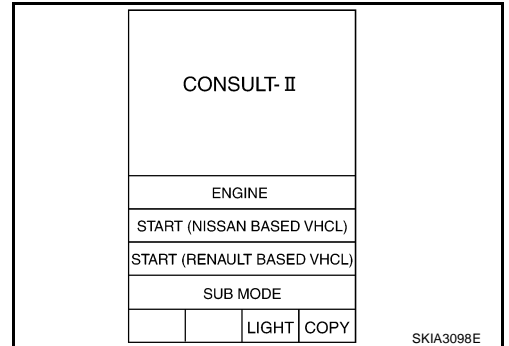 CONSULT-II
ENGINE
START (NISSAN BASED VHCL)
START (RENAULT BASED VHCL)
SUB MODE
LIGHT COPY
SKIA3098E